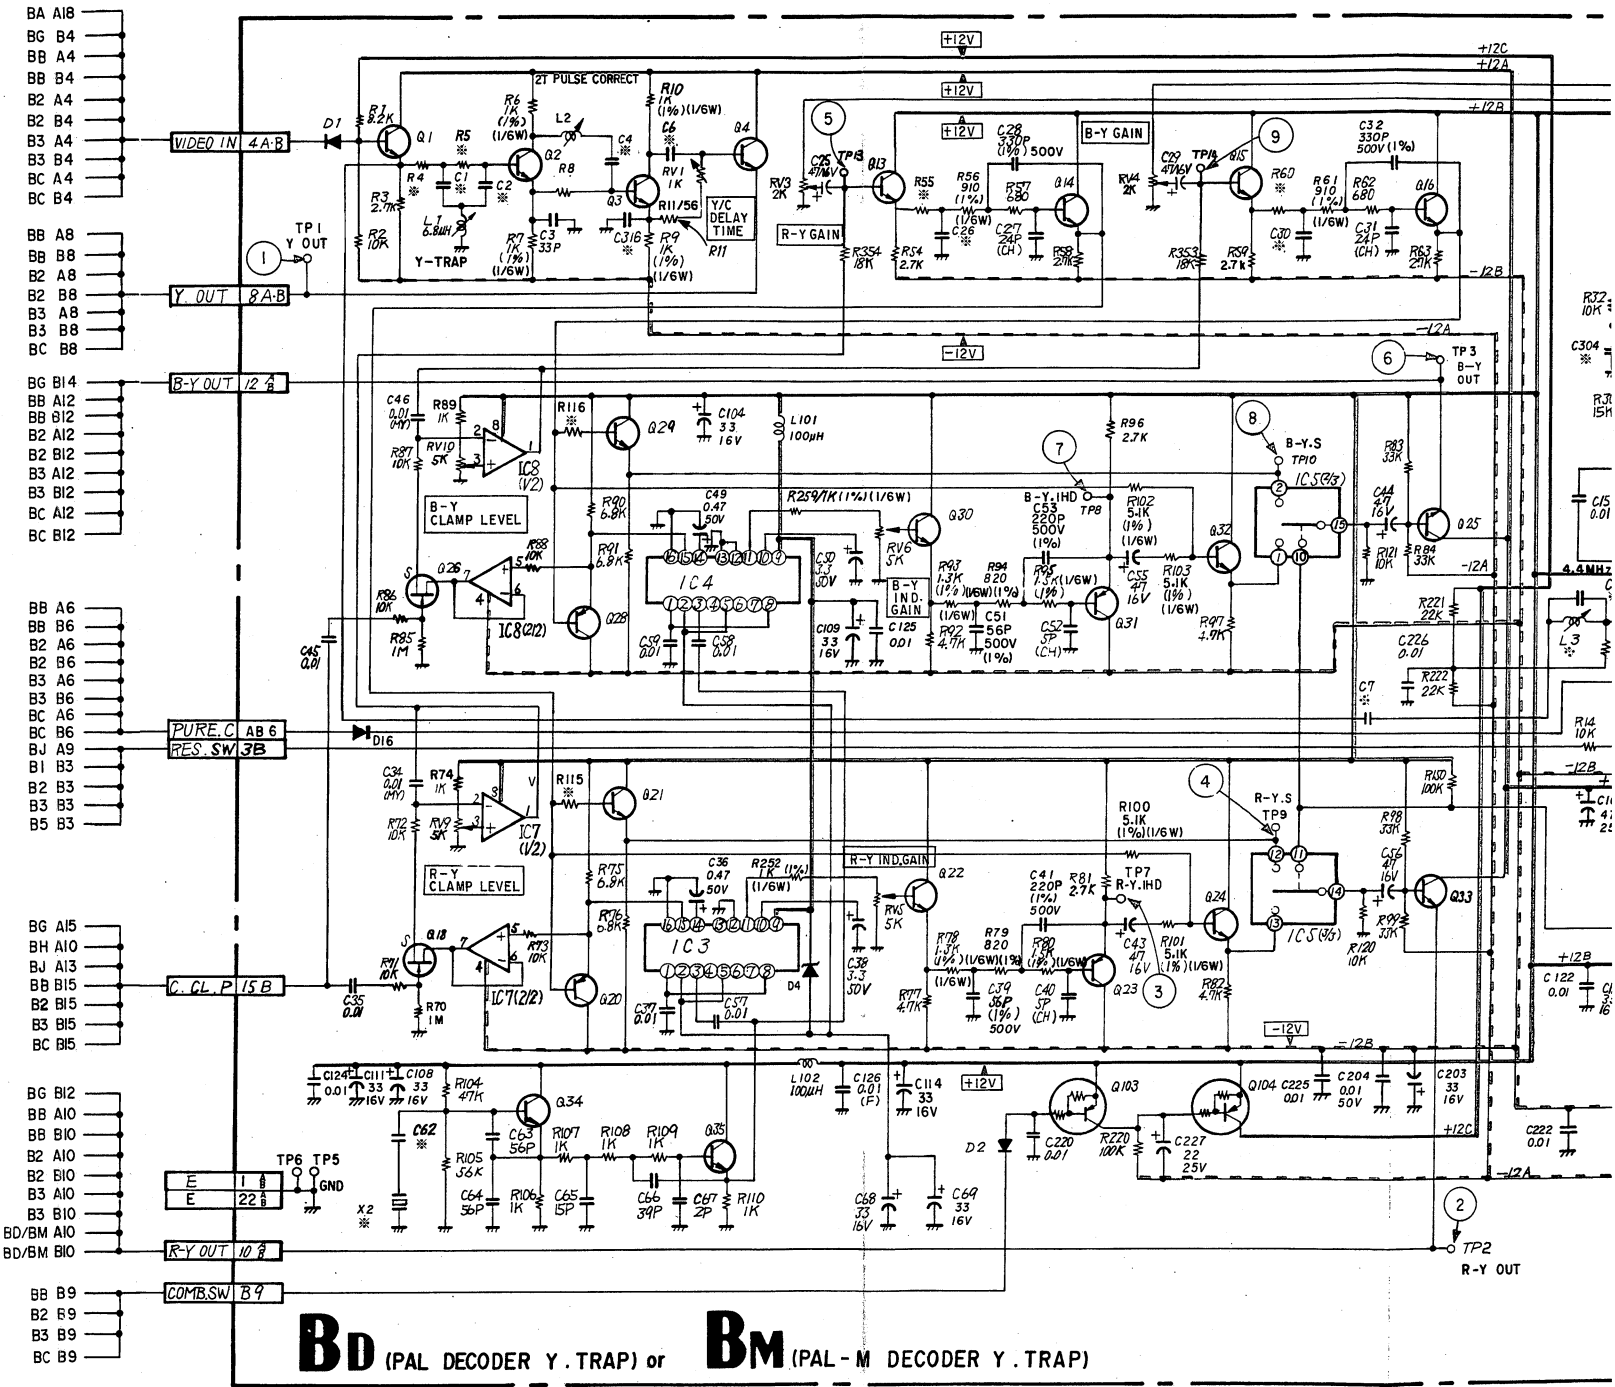 BA A18
BG B4
BB A4
BB B4
B2 A4
B2 B4
B3 A4
B3 B4
BC A4
BC B4
VIDEO IN 4A·B
BB A8
BB B8
B2 A8
B2 B8
B3 A8
B3 B8
BC B8
Y. OUT 8A·B
BG B14
BB A12
BB B12
B2 A12
B2 B12
B3 A12
B3 B12
BC A12
BC B12
B-Y OUT 12 A B
BB A6
BB B6
B2 A6
B2 B6
B3 A6
B3 B6
BC A6
BC B6
PURE.C AB 6
BJ A9
RES. SW 3B
B1 B3
B2 B3
B3 B3
B5 B3
BG A15
BH A10
BJ A13
BB B15
B2 B15
B3 B15
BC B15
C. CL. P 15 B
BG B12
BB A10
BB B10
B2 A10
B2 B10
B3 A10
B3 B10
BD/BM A10
BD/BM B10
E 1 A B
E 22 A B
R-Y OUT 10 A B
BB B9
B2 B9
B3 B9
BC B9
COMB.SW B9
+12V
+12C
+12A
+12V
+12B
+12V
D1
R1
8.2K
Q1
R3
2.7K
R2
10K
R4
※
R5
※
C1
※
C2
※
L1
6.8μH
Y-TRAP
2T PULSE CORRECT
R6
1K
(1%)
(1/6W)
L2
Q2
R8
C4
※
Q3
R7
1K
(1%)
(1/6W)
C3
33P
C316
※
R10
1K
(1%)(1/6W)
C6
※
RV1
1K
R11/56
R9
1K
(1%)
(1/6W)
R11
Q4
Y/C
DELAY
TIME
TP1
Y OUT
1
5
TP13
C25
47/16V
RV3
2K
R-Y GAIN
Q13
R354
18K
R54
2.7K
R55
※
C26
※
R56
910
(1%)
(1/6W)
C28
330P
(1%) 500V
R57
680
C27
24P
(CH)
Q14
R58
2.7K
B-Y GAIN
RV4
2K
C29
47/16V
TP14
9
Q15
R353
18K
R59
2.7K
R60
※
C30
※
R61
910
(1%)
(1/6W)
C32
330P
500V(1%)
R62
680
C31
24P
(CH)
Q16
R63
2.7K
-12B
-12A
-12V
R32
10K
C304
※
6
TP3
B-Y
OUT
C46
0.01
(MY)
R89
1K
RV10
5K
R87
10K
IC8
(1/2)
B-Y
CLAMP LEVEL
R116
※
Q29
C104
33
16V
L101
100μH
R90
6.8K
R91
6.8K
C49
0.47
50V
R259/1K(1%)(1/6W)
IC4
Q26
R88
10K
IC8(2/2)
R86
10K
R85
1M
Q28
C59
0.01
C58
0.01
C50
3.3
50V
C109
33
16V
C125
0.01
RV6
5K
B-Y
IND.
GAIN
Q30
R93
1.3K
(1%)
(1/6W)
R94
820
(1/6W)(1%)
R92
4.7K
C51
56P
500V
(1%)
R95
1.3K(1/6W)
(1%)
C52
5P
(CH)
Q31
7
B-Y.IHD
TP8
C53
220P
500V
(1%)
R96
2.7K
R102
5.1K
(1%)
(1/6W)
C55
47
16V
R103
5.1K
(1%)
(1/6W)
Q32
R97
4.7K
8
B-Y.S
TP10
IC5(2/3)
C44
47
16V
R121
10K
R83
33K
R84
33K
Q25
-12A
4.4MHz
C15
0.01
R221
22K
C226
0.01
R222
22K
L3
※
C7
※
R14
10K
C45
0.01
D16
C34
0.01
(MY)
R74
1K
RV9
5K
R72
10K
IC7
(1/2)
R-Y
CLAMP LEVEL
R115
※
Q21
R75
6.8K
R76
6.8K
C36
0.47
50V
R252
1K (1%)
(1/6W)
IC3
Q18
R73
10K
IC7(2/2)
R71
10K
R70
1M
C35
0.01
Q20
C37
0.01
C57
0.01
D4
C38
3.3
50V
R-Y IND.GAIN
RV5
5K
Q22
R78
1.3K
(1%)
(1/6W)
R79
820
(1/6W)(1%)
R77
4.7K
C39
56P
(1%)
500V
C41
220P
(1%)
500V
R80
1.3K
(1%)(1/6W)
C40
5P
(CH)
Q23
R81
2.7K
R100
5.1K
(1%)(1/6W)
TP7
R-Y.IHD
3
C43
47
16V
R101
5.1K
(1%)(1/6W)
Q24
R82
4.7K
4
R-Y.S
TP9
IC5(3/3)
R120
10K
C56
47
16V
R98
33K
R99
33K
Q33
R150
100K
-12B
+12B
C122
0.01
-12V
-12B
C124
0.01
C111
33
16V
C108
33
16V
R104
47K
C62
※
X2
※
R105
56K
Q34
C63
56P
C64
56P
R106
1K
R107
1K
C65
15P
R108
1K
R109
1K
C66
39P
C67
2P
Q35
R110
1K
L102
100μH
C126
0.01
(F)
C114
33
16V
+12V
C68
33
16V
C69
33
16V
D2
C220
0.01
Q103
R220
100K
C227
22
25V
Q104
C225
0.01
C204
0.01
50V
C203
33
16V
+12C
-12A
C222
0.01
TP6 TP5
GND
2
TP2
R-Y OUT
BD (PAL DECODER Y.TRAP) or BM (PAL-M DECODER Y.TRAP)